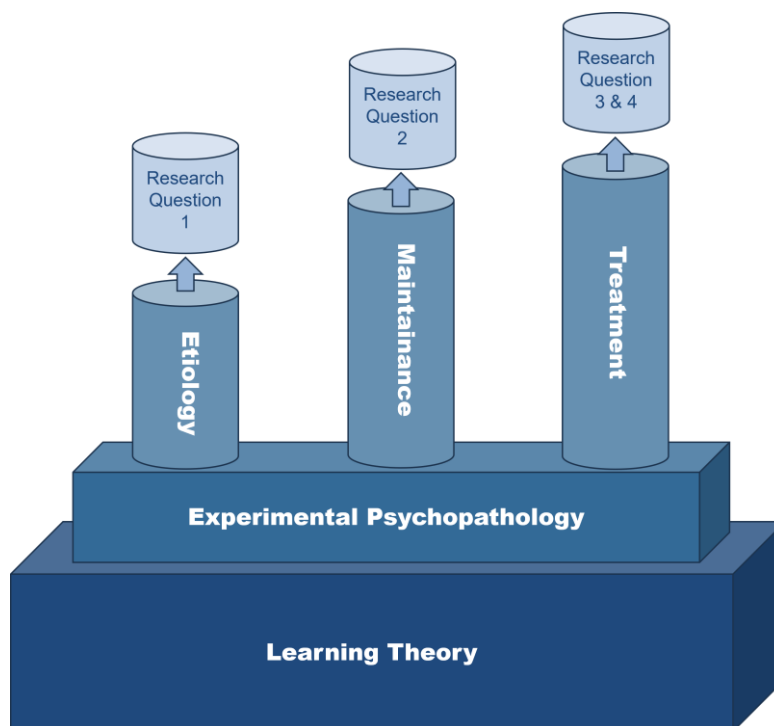 Research
Question
1
Research
Question
2
Research
Question
3 & 4
Etiology
Maintainance
Treatment
Experimental Psychopathology
Learning Theory